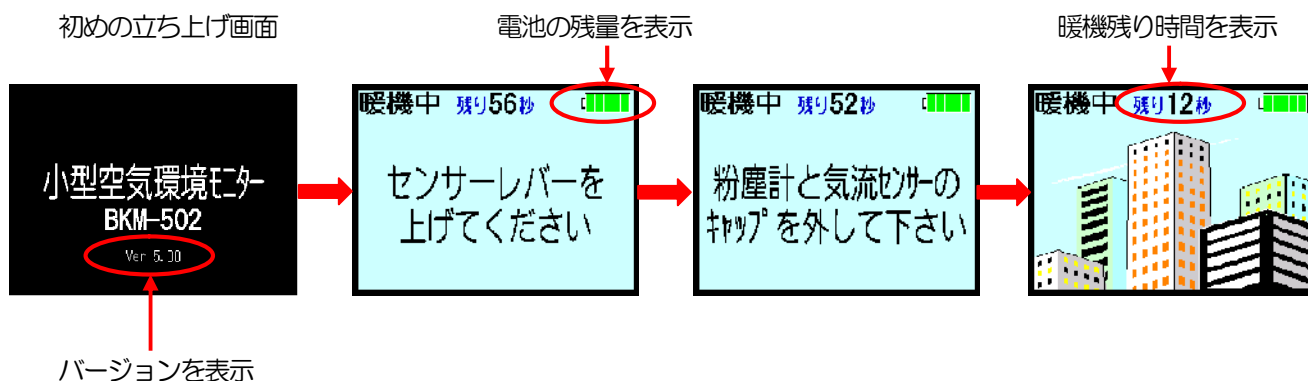 初めの立ち上げ画面
電池の残量を表示
暖機残り時間を表示
小型空気環境ﾓﾆﾀｰ
BKM-502
Ver 5.00
暖機中 残り56秒
センサーレバーを
上げてください
暖機中 残り52秒
粉塵計と気流ｾﾝｻｰの
ｷｬｯﾌﾟを外して下さい
暖機中 残り12秒
バージョンを表示